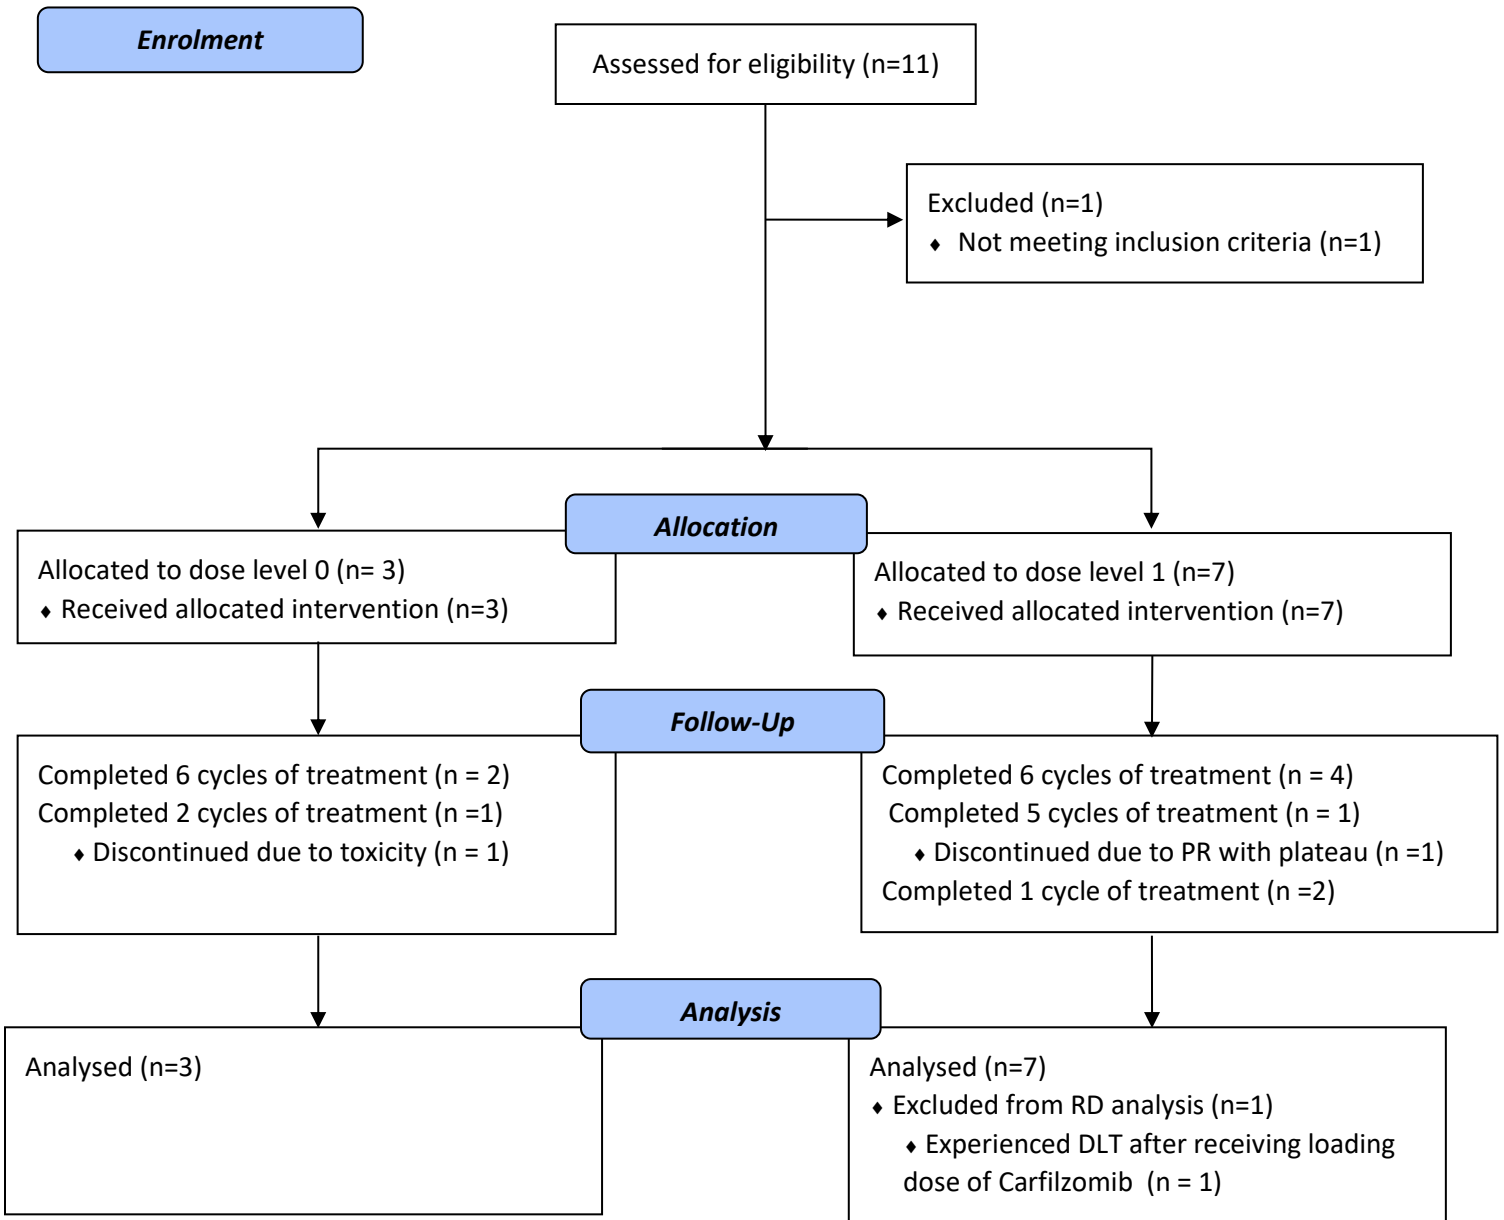 Enrolment
Assessed for eligibility (n=11)
Excluded (n=1)
♦ Not meeting inclusion criteria (n=1)
Allocation
Allocated to dose level 0 (n= 3)
♦ Received allocated intervention (n=3)
Allocated to dose level 1 (n=7)
♦ Received allocated intervention (n=7)
Follow-Up
Completed 6 cycles of treatment (n = 2)
Completed 2 cycles of treatment (n =1)
♦ Discontinued due to toxicity (n = 1)
Completed 6 cycles of treatment (n = 4)
Completed 5 cycles of treatment (n = 1)
♦ Discontinued due to PR with plateau (n =1)
Completed 1 cycle of treatment (n =2)
Analysis
Analysed (n=3)
Analysed (n=7)
♦ Excluded from RD analysis (n=1)
♦ Experienced DLT after receiving loading
dose of Carfilzomib (n = 1)